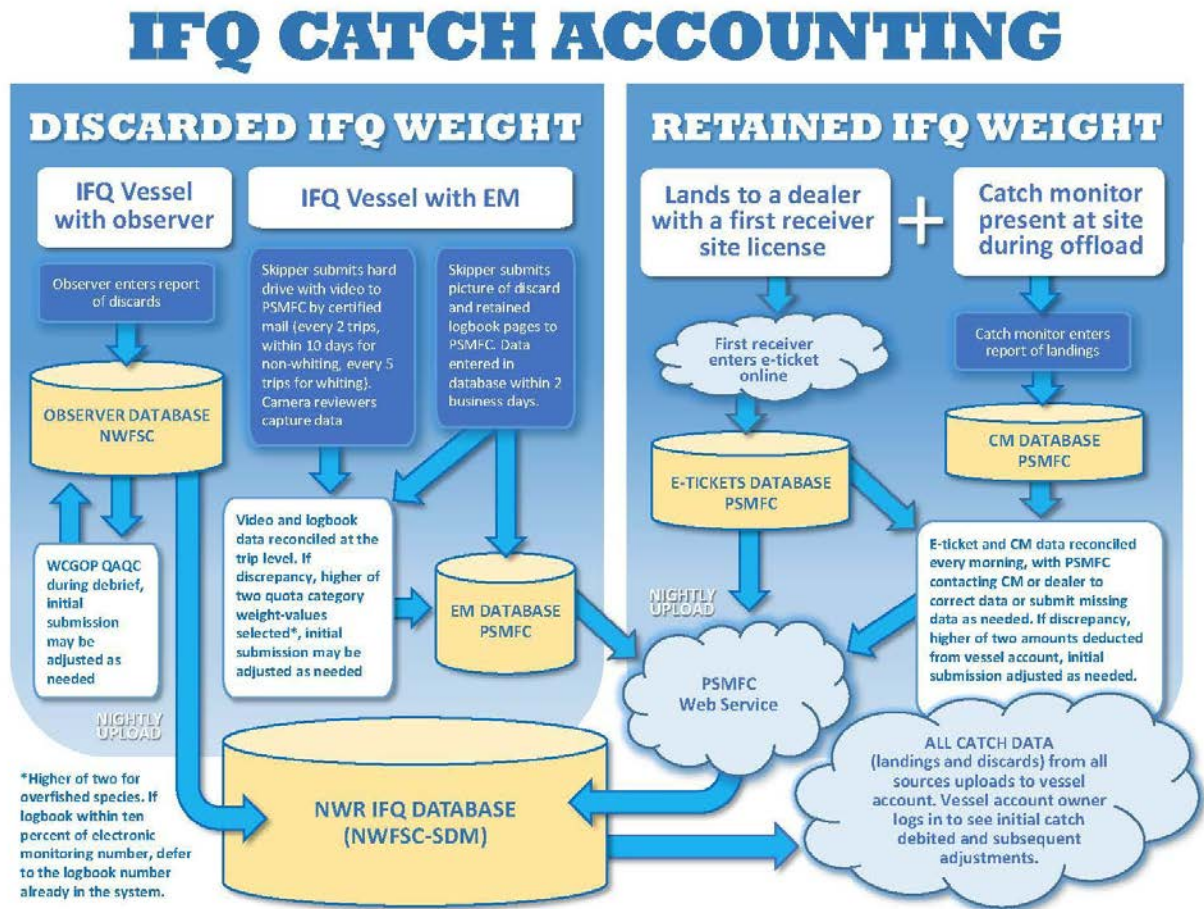 IFQ CATCH ACCOUNTING
DISCARDED IFQ WEIGHT
IFQ Vessel
with observer
IFQ Vessel with EM
Observer enters report
of discards
Skipper submits hard
drive with video to
PSMFC by certified
mail (every 2 trips,
within 10 days for
non-whiting, every 5
trips for whiting}.
Camera reviewers
capture data
Skipper submits
picture of discard
and retained
logbook pages to
PSMFC. Data
entered in
database within 2
business days.
OBSERVER DATABASE
NWFSC
WCGOP QAQC
during debrief,
initial
submission
may be
adjusted as
needed
Video and logbook
data reconciled at the
trip level. If
discrepancy, higher of
two quota category
weight-values
selected*, initial
submission may be
adjusted as needed
EM DATABASE
PSMFC
NIGHTLY
UPLOAD
*Higher of two for
overfished species. If
logbook within ten
percent of electronic
monitoring number, defer
to the logbook number
already in the system.
NWR IFQ DATABASE
(NWFSC-SDM)
RETAINED IFQ WEIGHT
Lands to a dealer
with a first receiver
site license
+
Catch monitor
present at site
during offload
First receiver
enters e-ticket
online
Catch monitor enters
report of landings
E-TICKETS DATABASE
PSMFC
CM DATABASE
PSMFC
E-ticket and CM data reconciled
every morning, with PSMFC
contacting CM or dealer to
correct data or submit missing
data as needed. If discrepancy,
higher of two amounts deducted
from vessel account, initial
submission adjusted as needed.
NIGHTLY
UPLOAD
PSMFC
Web Service
ALL CATCH DATA
(landings and discards) from all
sources uploads to vessel
account. Vessel account owner
logs in to see initial catch
debited and subsequent
adjustments.